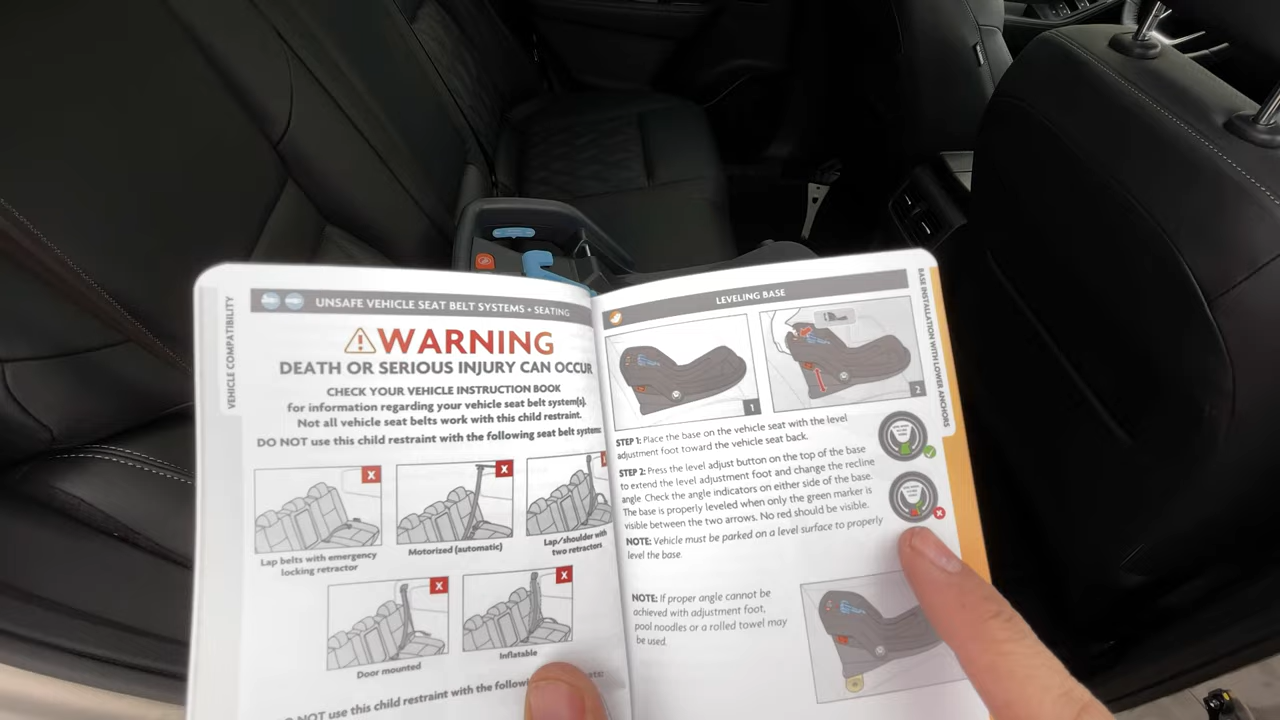 VEHICLE COMPATIBILITY
UNSAFE VEHICLE SEAT BELT SYSTEMS + SEATING
WARNING
DEATH OR SERIOUS INJURY CAN OCCUR
CHECK YOUR VEHICLE INSTRUCTION BOOK
for information regarding your vehicle seat belt system(s).
Not all vehicle seat belts work with this child restraint.
DO NOT use this child restraint with the following seat belt systems
X
X
Lap belts with emergency
locking retractor
Motorized (automatic)
Lap/shoulder with
two retractors
X
X
Door mounted
Inflatable
DO NOT use this child restraint with the
LEVELING BASE
BASE INSTALLATION WITH LOWER ANCHORS
1
2
STEP 1: Place the base on the vehicle seat with the level
adjustment foot toward the vehicle seat back.
STEP 2: Press the level adjust button on the top of the base
to extend the level adjustment foot and change the recline
angle. Check the angle indicators on either side of the base.
The base is properly leveled when only the green marker is
visible between the two arrows. No red should be visible.
NOTE: Vehicle must be parked on a level surface to properly
level the base.
NOTE: If proper angle cannot be
achieved with adjustment foot,
pool noodles or a rolled towel may
be used.